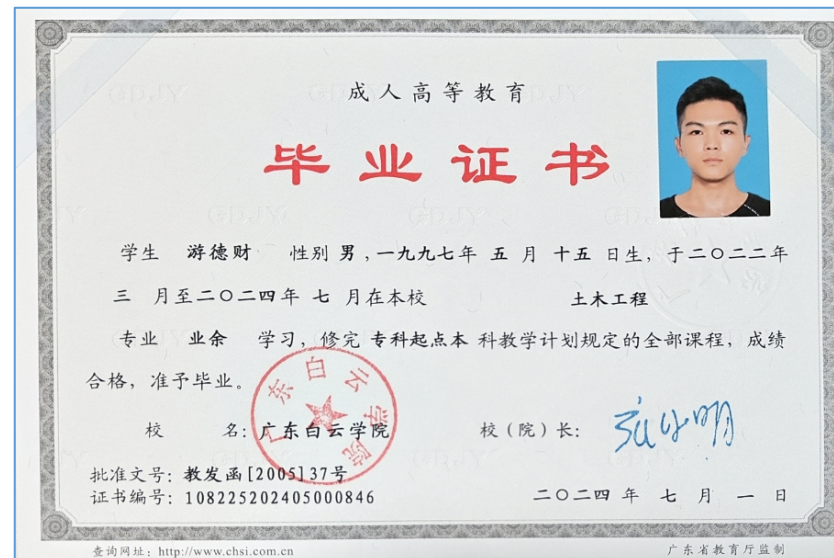 成人高等教育
毕业证书
学生 游德财 性别 男 ,一九九七年 五 月 十五 日生, 于二〇二二年
三 月至二〇二四年 七 月在本校 土木工程
专业 业余 学习, 修完 专科起点本 科教学计划规定的全部课程, 成绩
合格, 准予毕业。
校 名: 广东白云学院 校(院)长:
广东白云学院
批准文号: 教发函[2005]37号
证书编号: 108225202405000846 二〇二四 年 七 月 一 日
查询网址: http://www.chsi.com.cn 广东省教育厅监制